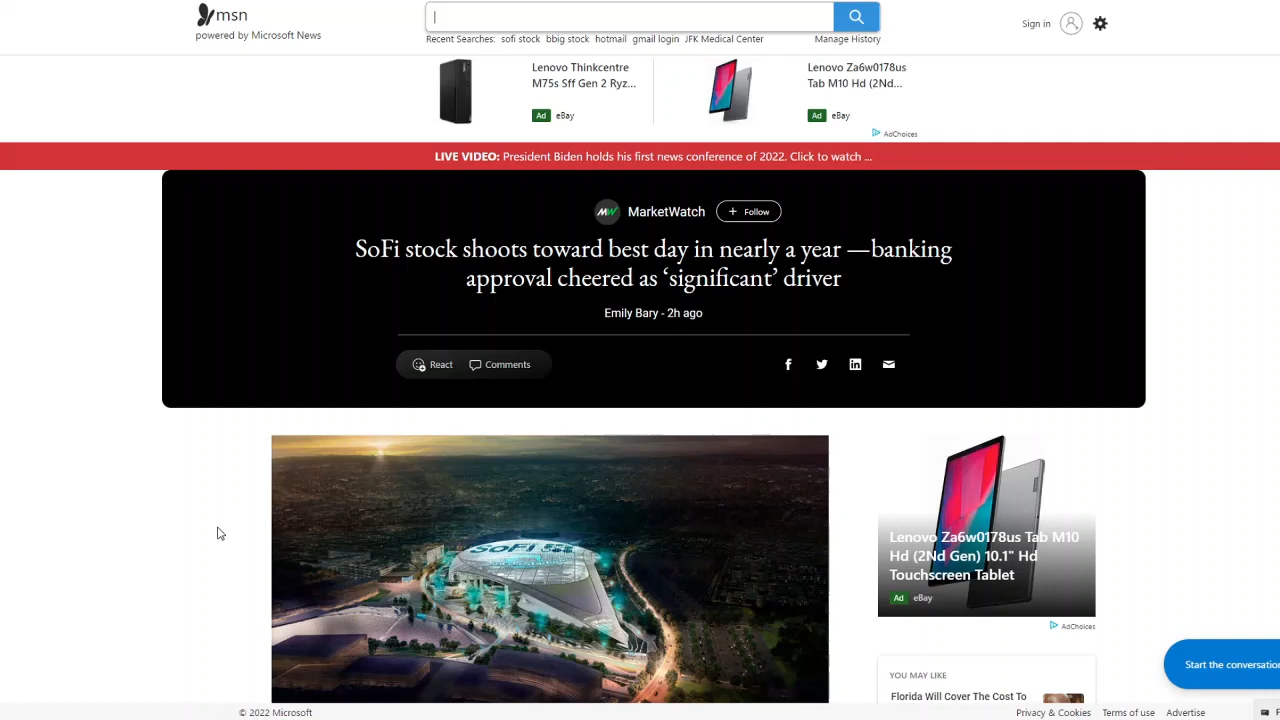 msn
powered by Microsoft News
Recent Searches: sofi stock bbig stock hotmail gmail login JFK Medical Center Manage History
Sign in
Lenovo Thinkcentre
M75s Sff Gen 2 Ryz...
Ad eBay
Lenovo Za6w0178us
Tab M10 Hd (2Nd...
Ad eBay
AdChoices
LIVE VIDEO: President Biden holds his first news conference of 2022. Click to watch ...
MW MarketWatch + Follow
SoFi stock shoots toward best day in nearly a year —banking
approval cheered as ‘significant’ driver
Emily Bary - 2h ago
React Comments
SoFi
Lenovo Za6w0178us Tab M10
Hd (2Nd Gen) 10.1" Hd
Touchscreen Tablet
Ad eBay
AdChoices
YOU MAY LIKE
Florida Will Cover The Cost To
Start the conversation
© 2022 Microsoft
Privacy & Cookies Terms of use Advertise